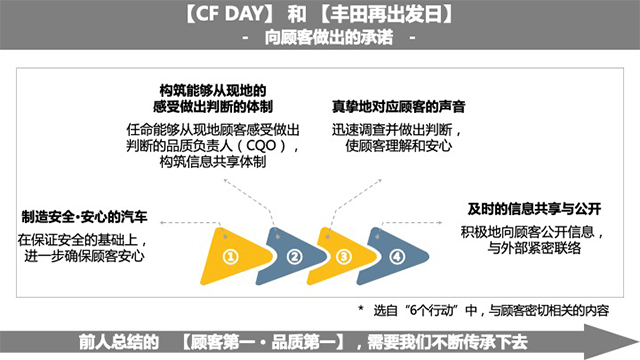 【CF DAY】 和 【丰田再出发日】
- 向顾客做出的承诺 -
构筑能够从现地的
感受做出判断的体制
任命能够从现地顾客感受做出
判断的品质负责人（CQO），
构筑信息共享体制
真挚地对应顾客的声音
迅速调查并做出判断，
使顾客理解和安心
制造安全·安心的汽车
在保证安全的基础上，
进一步确保顾客安心
及时的信息共享与公开
积极地向顾客公开信息，
与外部紧密联络
① ② ③ ④
* 选自“6个行动”中，与顾客密切相关的内容
前人总结的 【顾客第一·品质第一】，需要我们不断传承下去